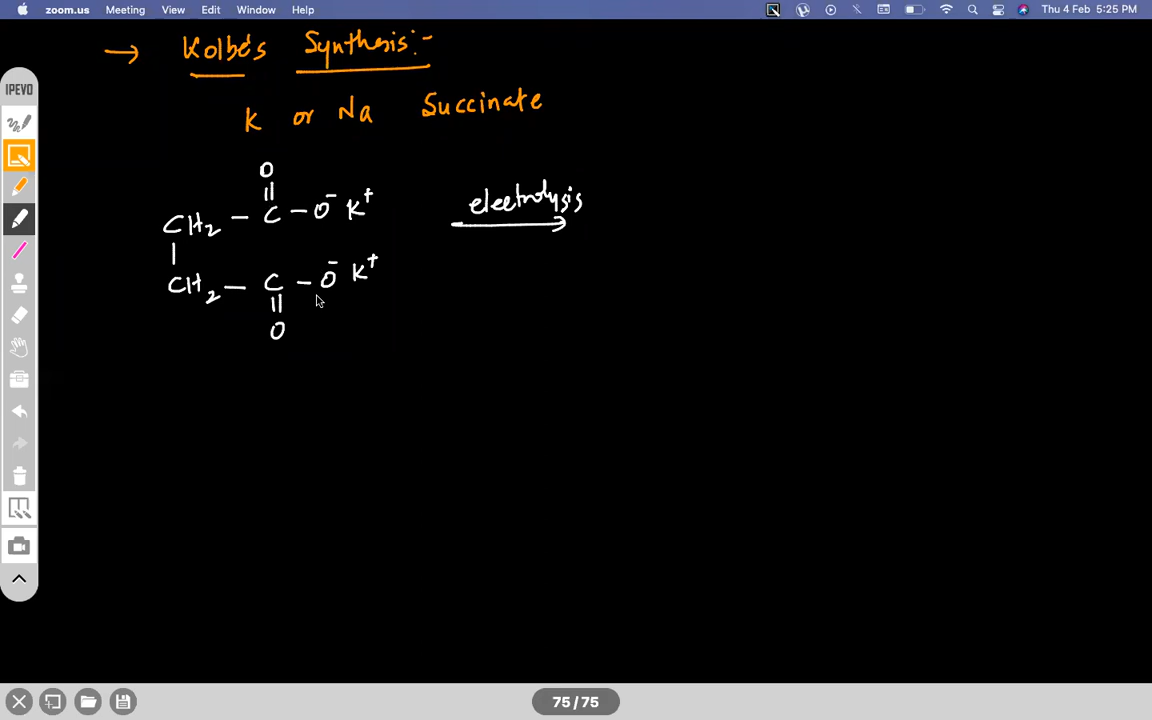 zoom.us Meeting View Edit Window Help Thu 4 Feb 5:25 PM
IPEVO
→ Kolbe's Synthesis:-
K or Na Succinate
O
||
CH₂ – C – O⁻ K⁺ electrolysis →
|
CH₂ – C – O⁻ K⁺
||
O
75 / 75